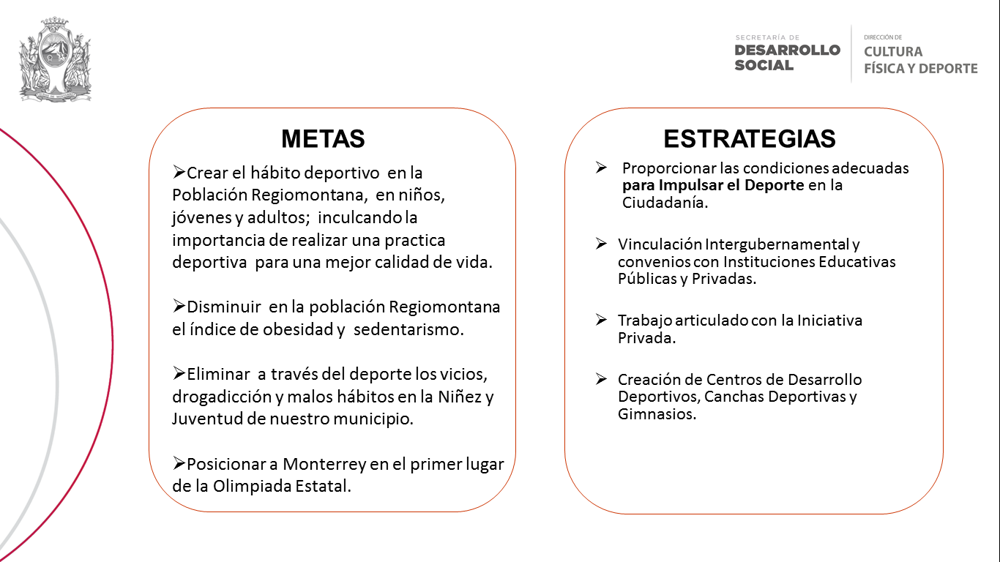 SECRETARÍA DE
DESARROLLO
SOCIAL
DIRECCIÓN DE
CULTURA
FÍSICA Y DEPORTE
METAS
➢Crear el hábito deportivo en la
Población Regiomontana, en niños,
jóvenes y adultos; inculcando la
importancia de realizar una practica
deportiva para una mejor calidad de vida.
➢Disminuir en la población Regiomontana
el índice de obesidad y sedentarismo.
➢Eliminar a través del deporte los vicios,
drogadicción y malos hábitos en la Niñez y
Juventud de nuestro municipio.
➢Posicionar a Monterrey en el primer lugar
de la Olimpiada Estatal.
ESTRATEGIAS
➢ Proporcionar las condiciones adecuadas
para Impulsar el Deporte en la
Ciudadanía.
➢ Vinculación Intergubernamental y
convenios con Instituciones Educativas
Públicas y Privadas.
➢ Trabajo articulado con la Iniciativa
Privada.
➢ Creación de Centros de Desarrollo
Deportivos, Canchas Deportivas y
Gimnasios.